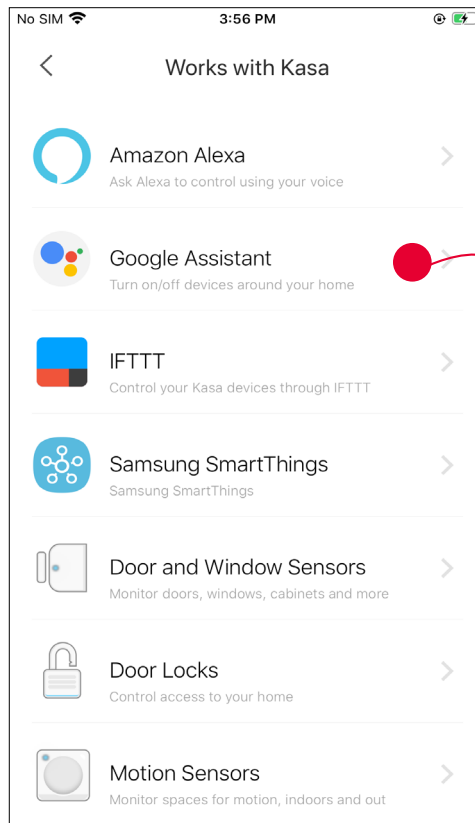 No SIM 3:56 PM
Works with Kasa
Amazon Alexa
Ask Alexa to control using your voice
Google Assistant
Turn on/off devices around your home
IFTTT
Control your Kasa devices through IFTTT
Samsung SmartThings
Samsung SmartThings
Door and Window Sensors
Monitor doors, windows, cabinets and more
Door Locks
Control access to your home
Motion Sensors
Monitor spaces for motion, indoors and out